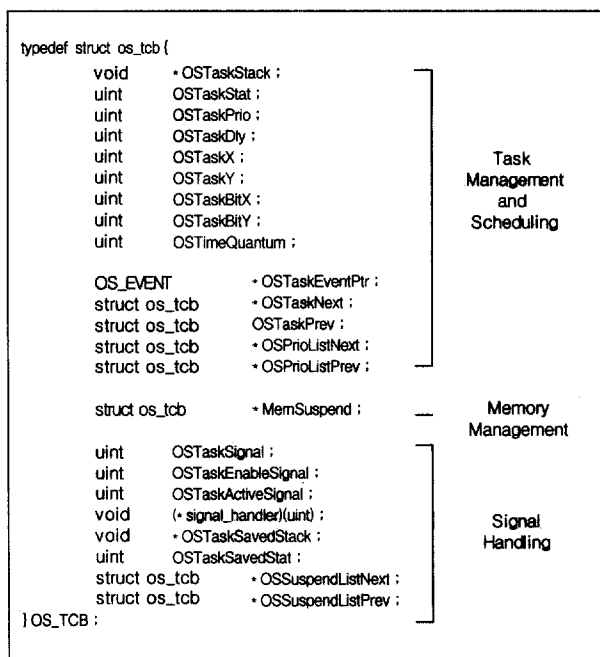 typedef struct os_tcb {
void * OSTaskStack ;
uint OSTaskStat ;
uint OSTaskPrio ;
uint OSTaskDly ;
uint OSTaskX ;
uint OSTaskY ;
uint OSTaskBitX ;
uint OSTaskBitY ;
uint OSTimeQuantum ;
OS_EVENT * OSTaskEventPtr ;
struct os_tcb * OSTaskNext ;
struct os_tcb OSTaskPrev ;
struct os_tcb * OSPrioListNext ;
struct os_tcb * OSPrioListPrev ;
Task
Management
and
Scheduling
struct os_tcb * MemSuspend ;
Memory
Management
uint OSTaskSignal ;
uint OSTaskEnableSignal ;
uint OSTaskActiveSignal ;
void (* signal_handler)(uint) ;
void * OSTaskSavedStack ;
uint OSTaskSavedStat ;
struct os_tcb * OSSuspendListNext ;
struct os_tcb * OSSuspendListPrev ;
Signal
Handling
} OS_TCB ;